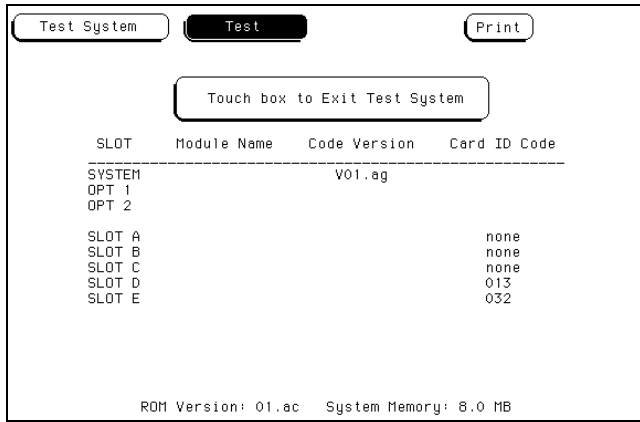 Test System Test Print
Touch box to Exit Test System
SLOT Module Name Code Version Card ID Code
SYSTEM V01.ag
OPT 1
OPT 2
SLOT A none
SLOT B none
SLOT C none
SLOT D 013
SLOT E 032
ROM Version: 01.ac System Memory: 8.0 MB